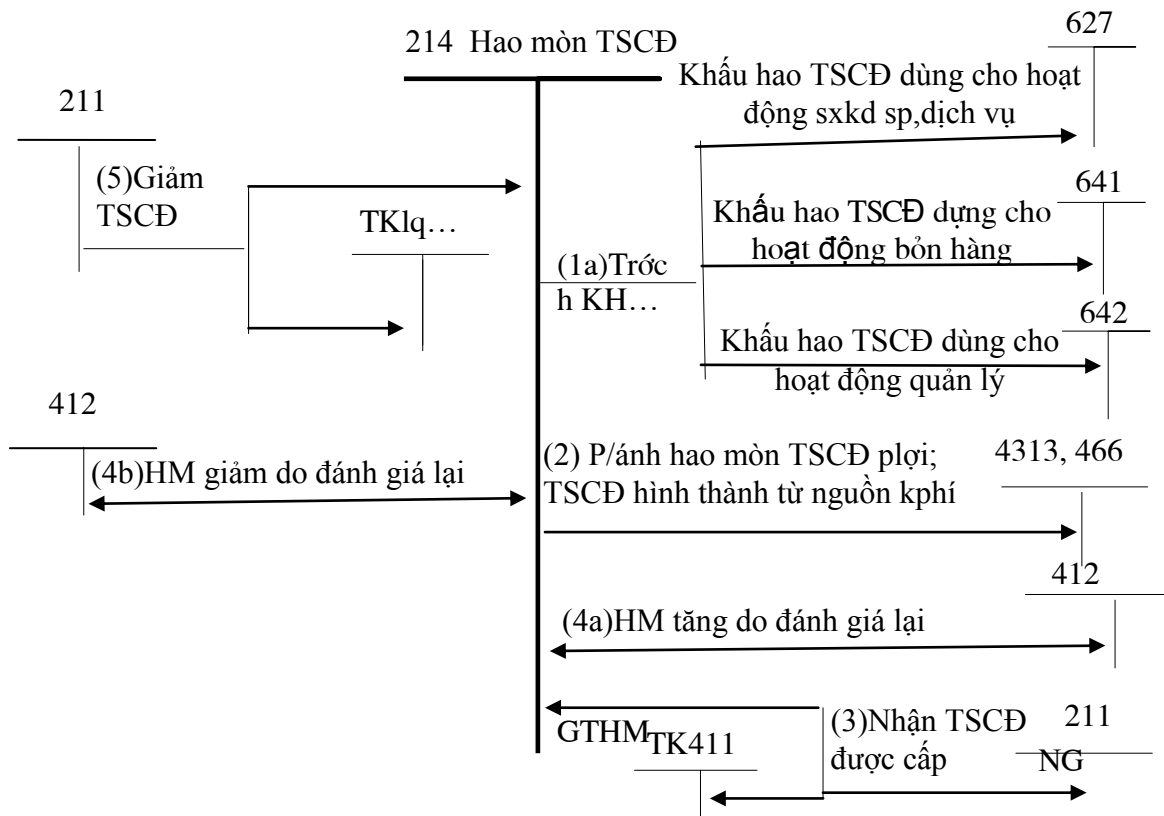 214  Hao mòn TSCĐ
627
Khấu hao TSCĐ dùng cho hoạt
động sxkd sp,dịch vụ
211
(5)Giảm
TSCĐ
TKlq…
641
Khấu hao TSCĐ dựng cho
hoạt động bỏn hàng
(1a)Trớc
h KH…
642
Khấu hao TSCĐ dùng cho
hoạt động quản lý
412
(4b)HM giảm do đánh giá lại
(2) P/ánh hao mòn TSCĐ plợi;
TSCĐ hình thành từ nguồn kphí
4313, 466
412
(4a)HM tăng do đánh giá lại
GTHM
TK411
(3)Nhận TSCĐ
được cấp
211
NG